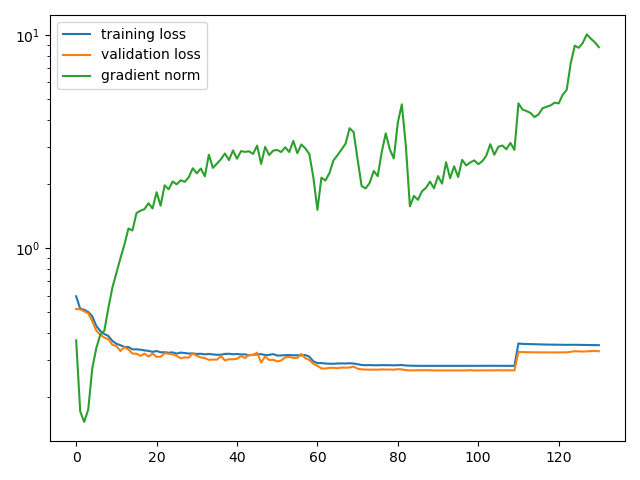 training loss
validation loss
gradient norm
10¹
10⁰
0 20 40 60 80 100 120